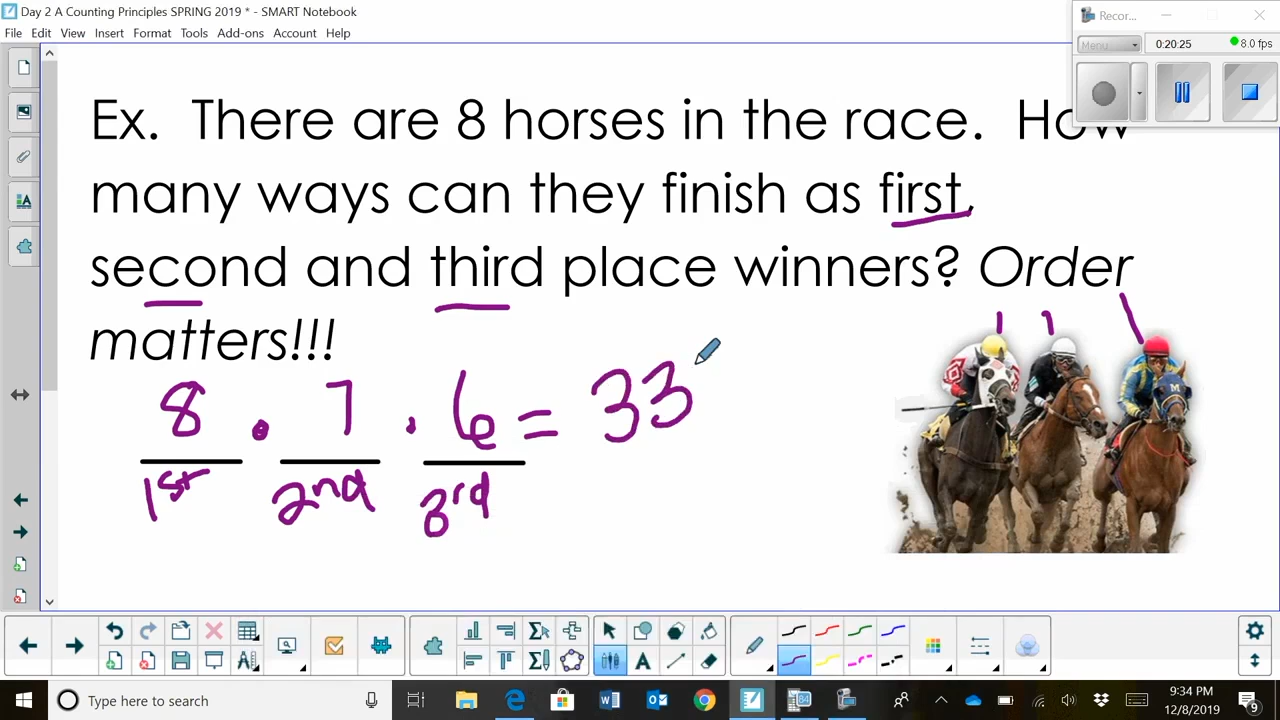 Day 2 A Counting Principles SPRING 2019 * - SMART Notebook
File Edit View Insert Format Tools Add-ons Account Help
Recor...
Menu
0:20:25
8.0 fps
Ex. There are 8 horses in the race. How
many ways can they finish as first,
second and third place winners? Order
matters!!!
8 . 7 . 6 = 33
1st 2nd 3rd
M
A
Type here to search
9:34 PM
12/8/2019
9